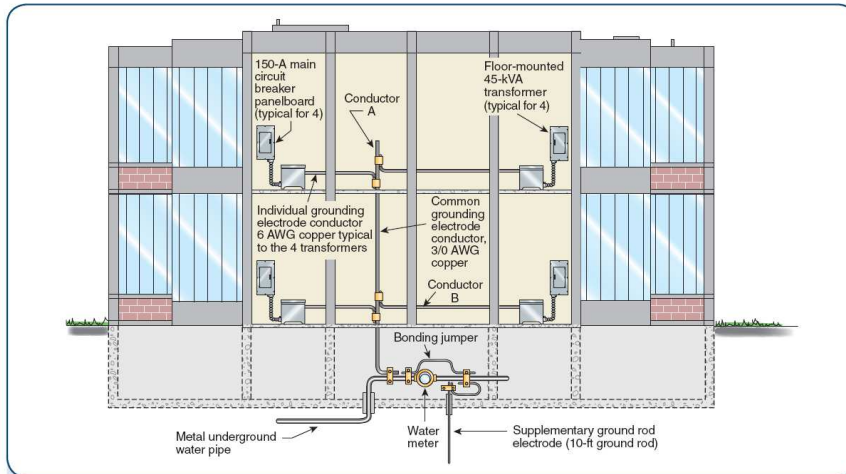 150-A main
circuit
breaker
panelboard
(typical for 4)
Conductor
A
Floor-mounted
45-kVA
transformer
(typical for 4)
Individual grounding
electrode conductor
6 AWG copper typical
to the 4 transformers
Common
grounding
electrode
conductor,
3/0 AWG
copper
Conductor
B
Bonding jumper
Metal underground
water pipe
Water
meter
Supplementary ground rod
electrode (10-ft ground rod)